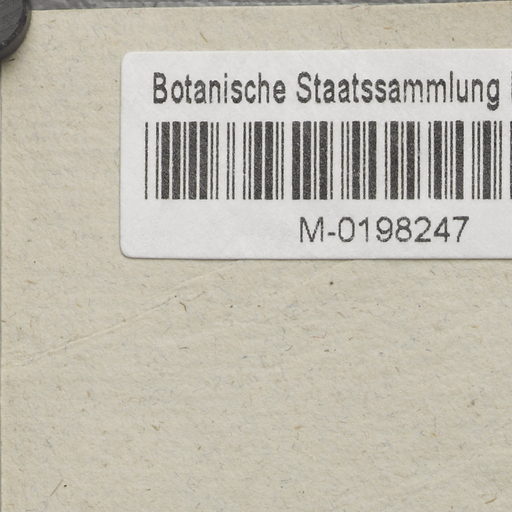 Botanische Staatssammlung
M-0198247